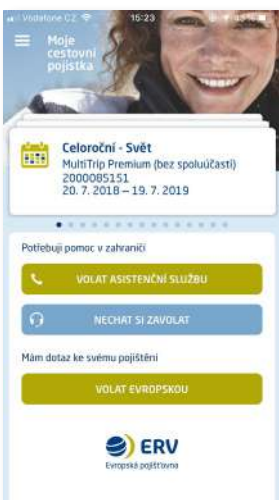 Vodafone CZ
15:23
Moje
cestovní
pojistka
Celoroční - Svět
MultiTrip Premium (bez spoluúčasti)
2000085151
20. 7. 2018 – 19. 7. 2019
Potřebuji pomoc v zahraničí
VOLAT ASISTENČNÍ SLUŽBU
NECHAT SI ZAVOLAT
Mám dotaz ke svému pojištění
VOLAT EVROPSKOU
ERV
Evropská pojišťovna